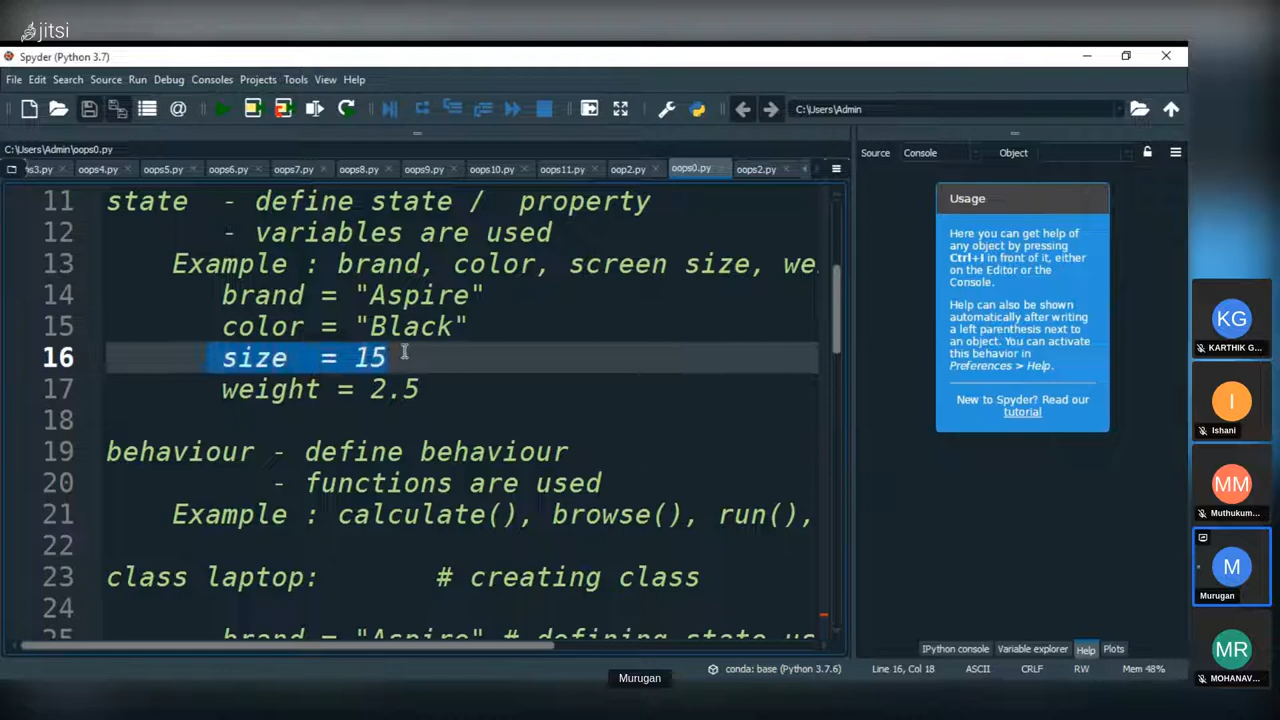 jitsi
Spyder (Python 3.7)
File Edit Search Source Run Debug Consoles Projects Tools View Help
C:\Users\Admin
C:\Users\Admin\oops0.py
s3.py oops4.py oops5.py oops6.py oops7.py oops8.py oops9.py oops10.py oops11.py oop2.py oops0.py oops2.py
Source Console Object
11 state - define state / property
12 - variables are used
13 Example : brand, color, screen size, we
14 brand = "Aspire"
15 color = "Black"
16 size = 15
17 weight = 2.5
18
19 behaviour - define behaviour
20 - functions are used
21 Example : calculate(), browse(), run(),
22
23 class laptop: # creating class
24
25 brand = "Aspire" # defining state us
Usage
Here you can get help of
any object by pressing
Ctrl+I in front of it, either
on the Editor or the
Console.
Help can also be shown
automatically after writing
a left parenthesis next to
an object. You can activate
this behavior in
Preferences > Help.
New to Spyder? Read our
tutorial
IPython console Variable explorer Help Plots
conda: base (Python 3.7.6) Line 16, Col 18 ASCII CRLF RW Mem 48%
Murugan
KG
KARTHIK G...
I
Ishani
MM
Muthukum...
M
Murugan
MR
MOHANAV...